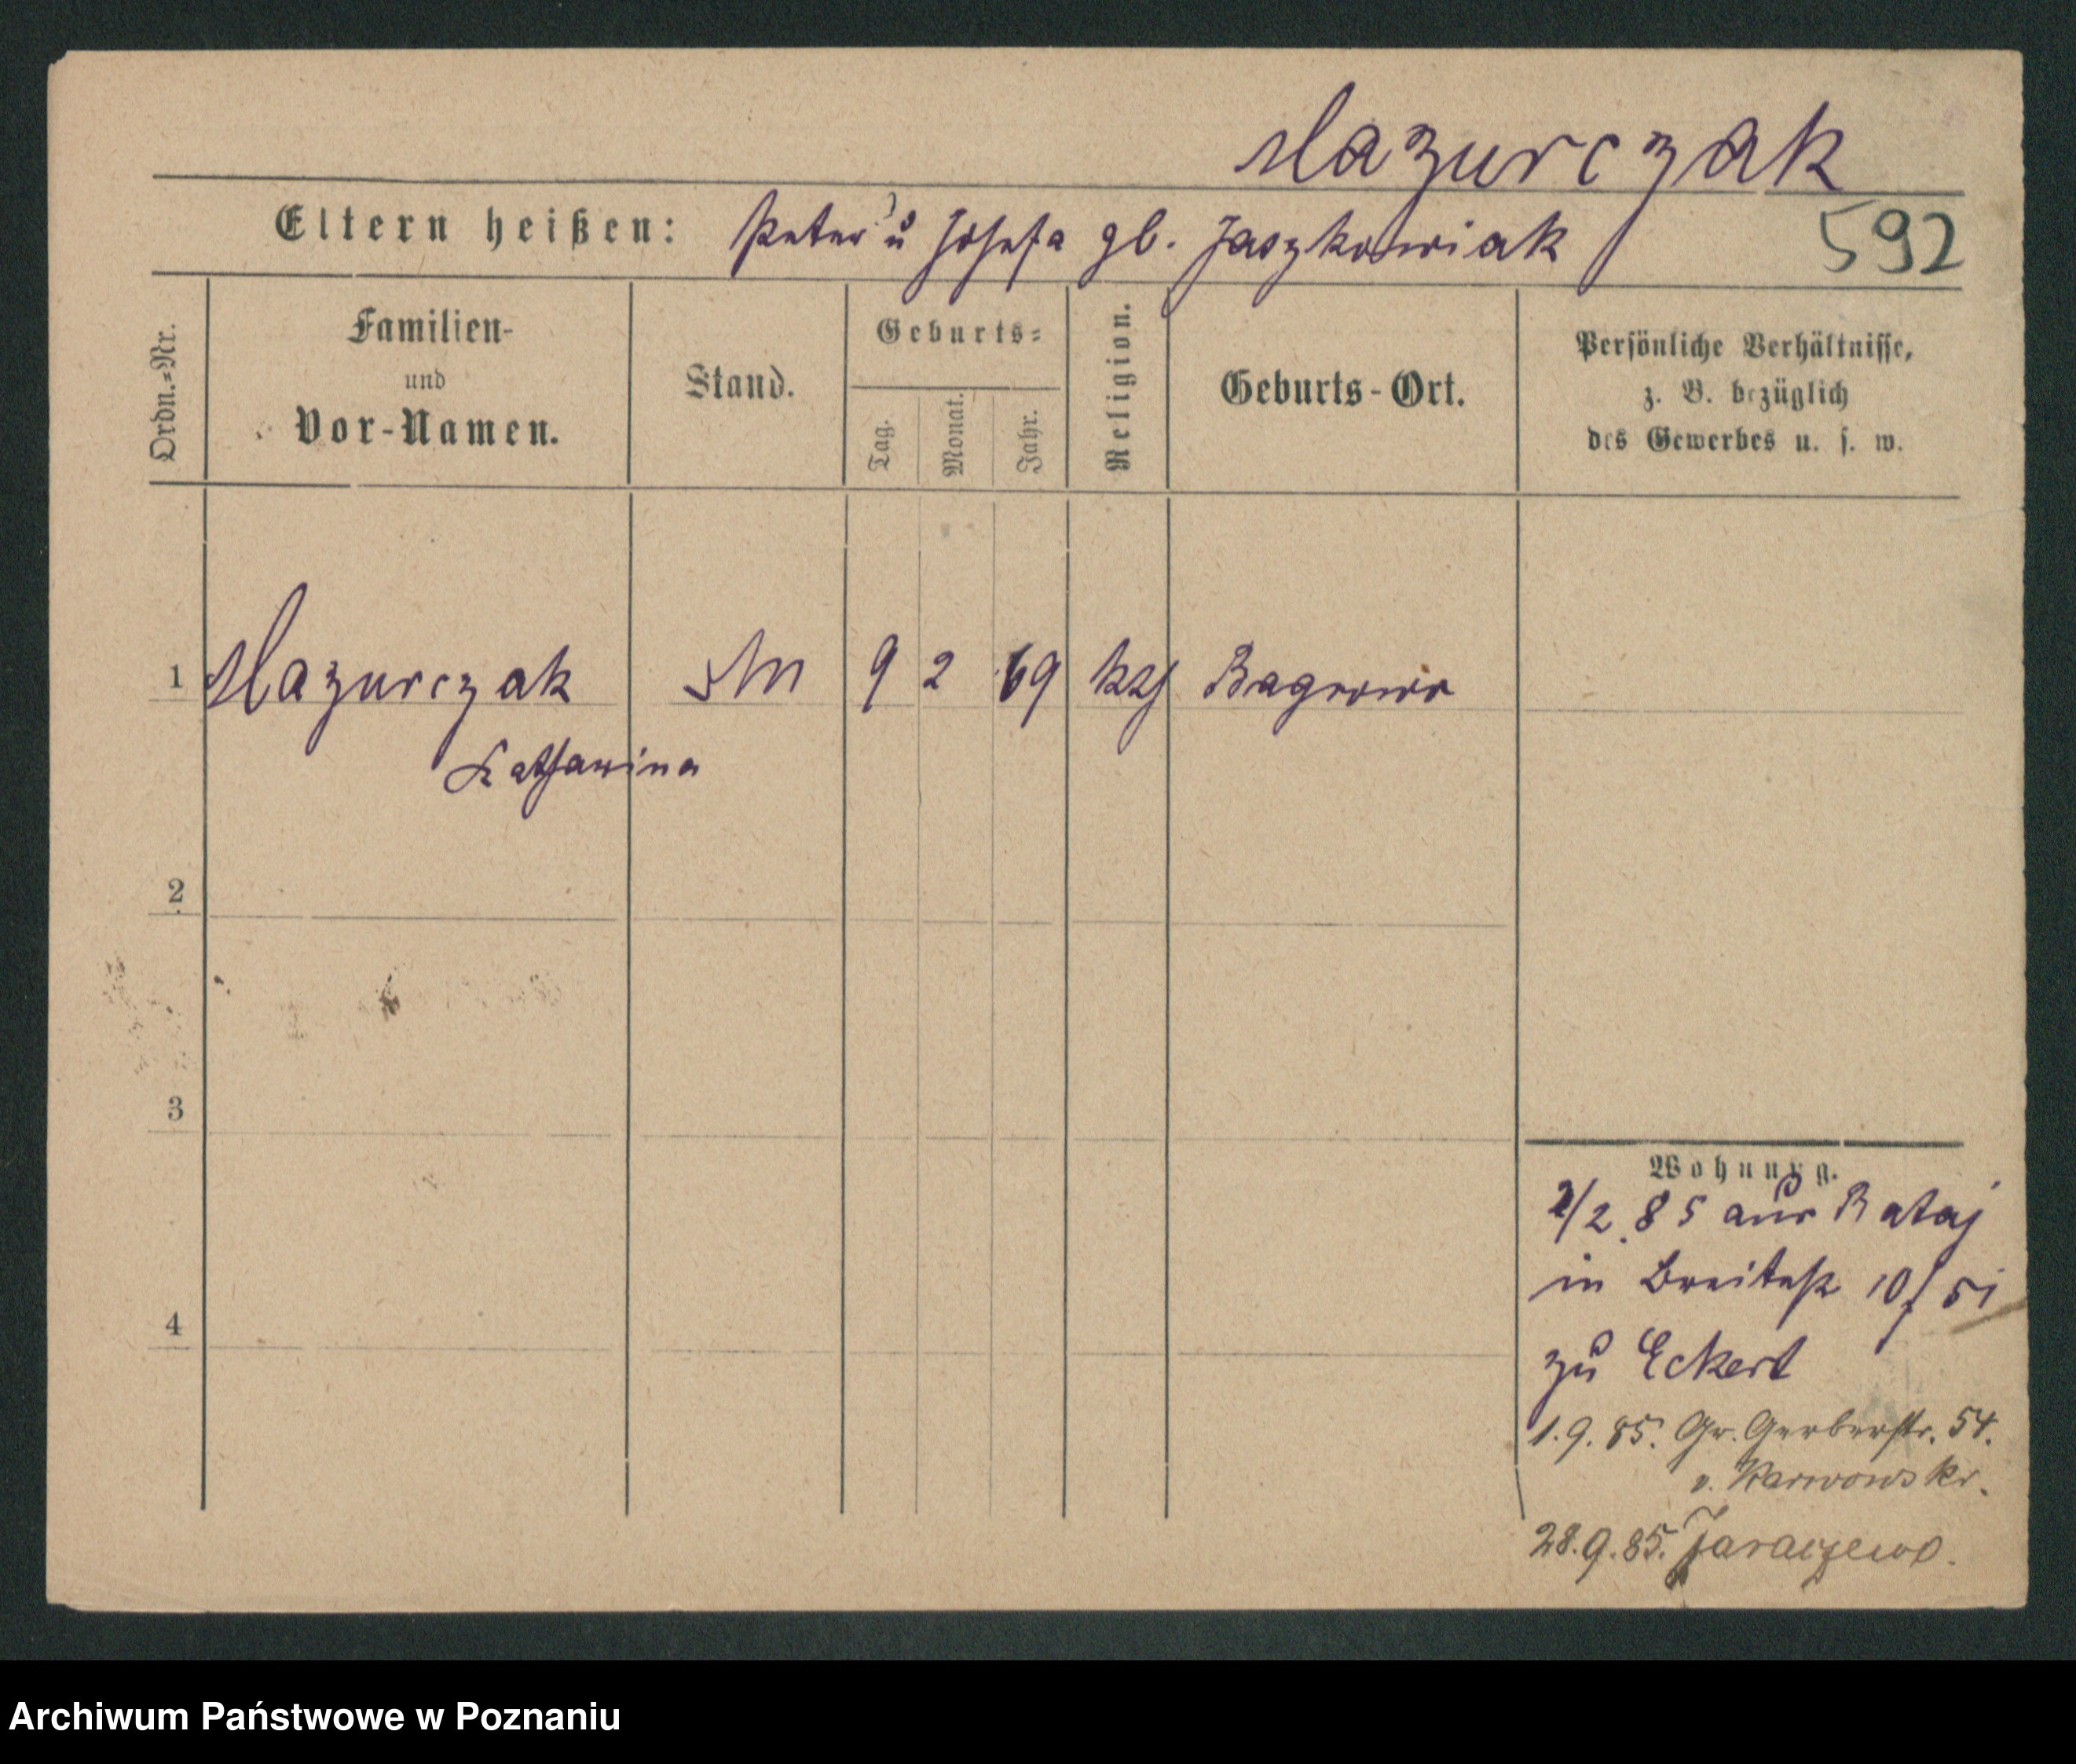 Mazurczak
Eltern heißen: Peter u Josefa gb. Jaszkowiak
592
Ordn.=Nr.
Familien-
und
Vor-Namen.
Stand.
Geburts=
Tag.
Monat.
Jahr.
Religion.
Geburts-Ort.
Persönliche Verhältnisse,
z. B. bezüglich
des Gewerbes u. s. w.
1 Mazurczak 9 2 69 Bagrowo
Katharina
2
3
4
Wohnung.
2/2.85 aus Rataj
in Breitestr 10/51
zu Eckert
1.9.85. Gr. Gerberstr. 54.
v. Karwowski.
28.9.85. Jaraczewo.
Archiwum Państwowe w Poznaniu